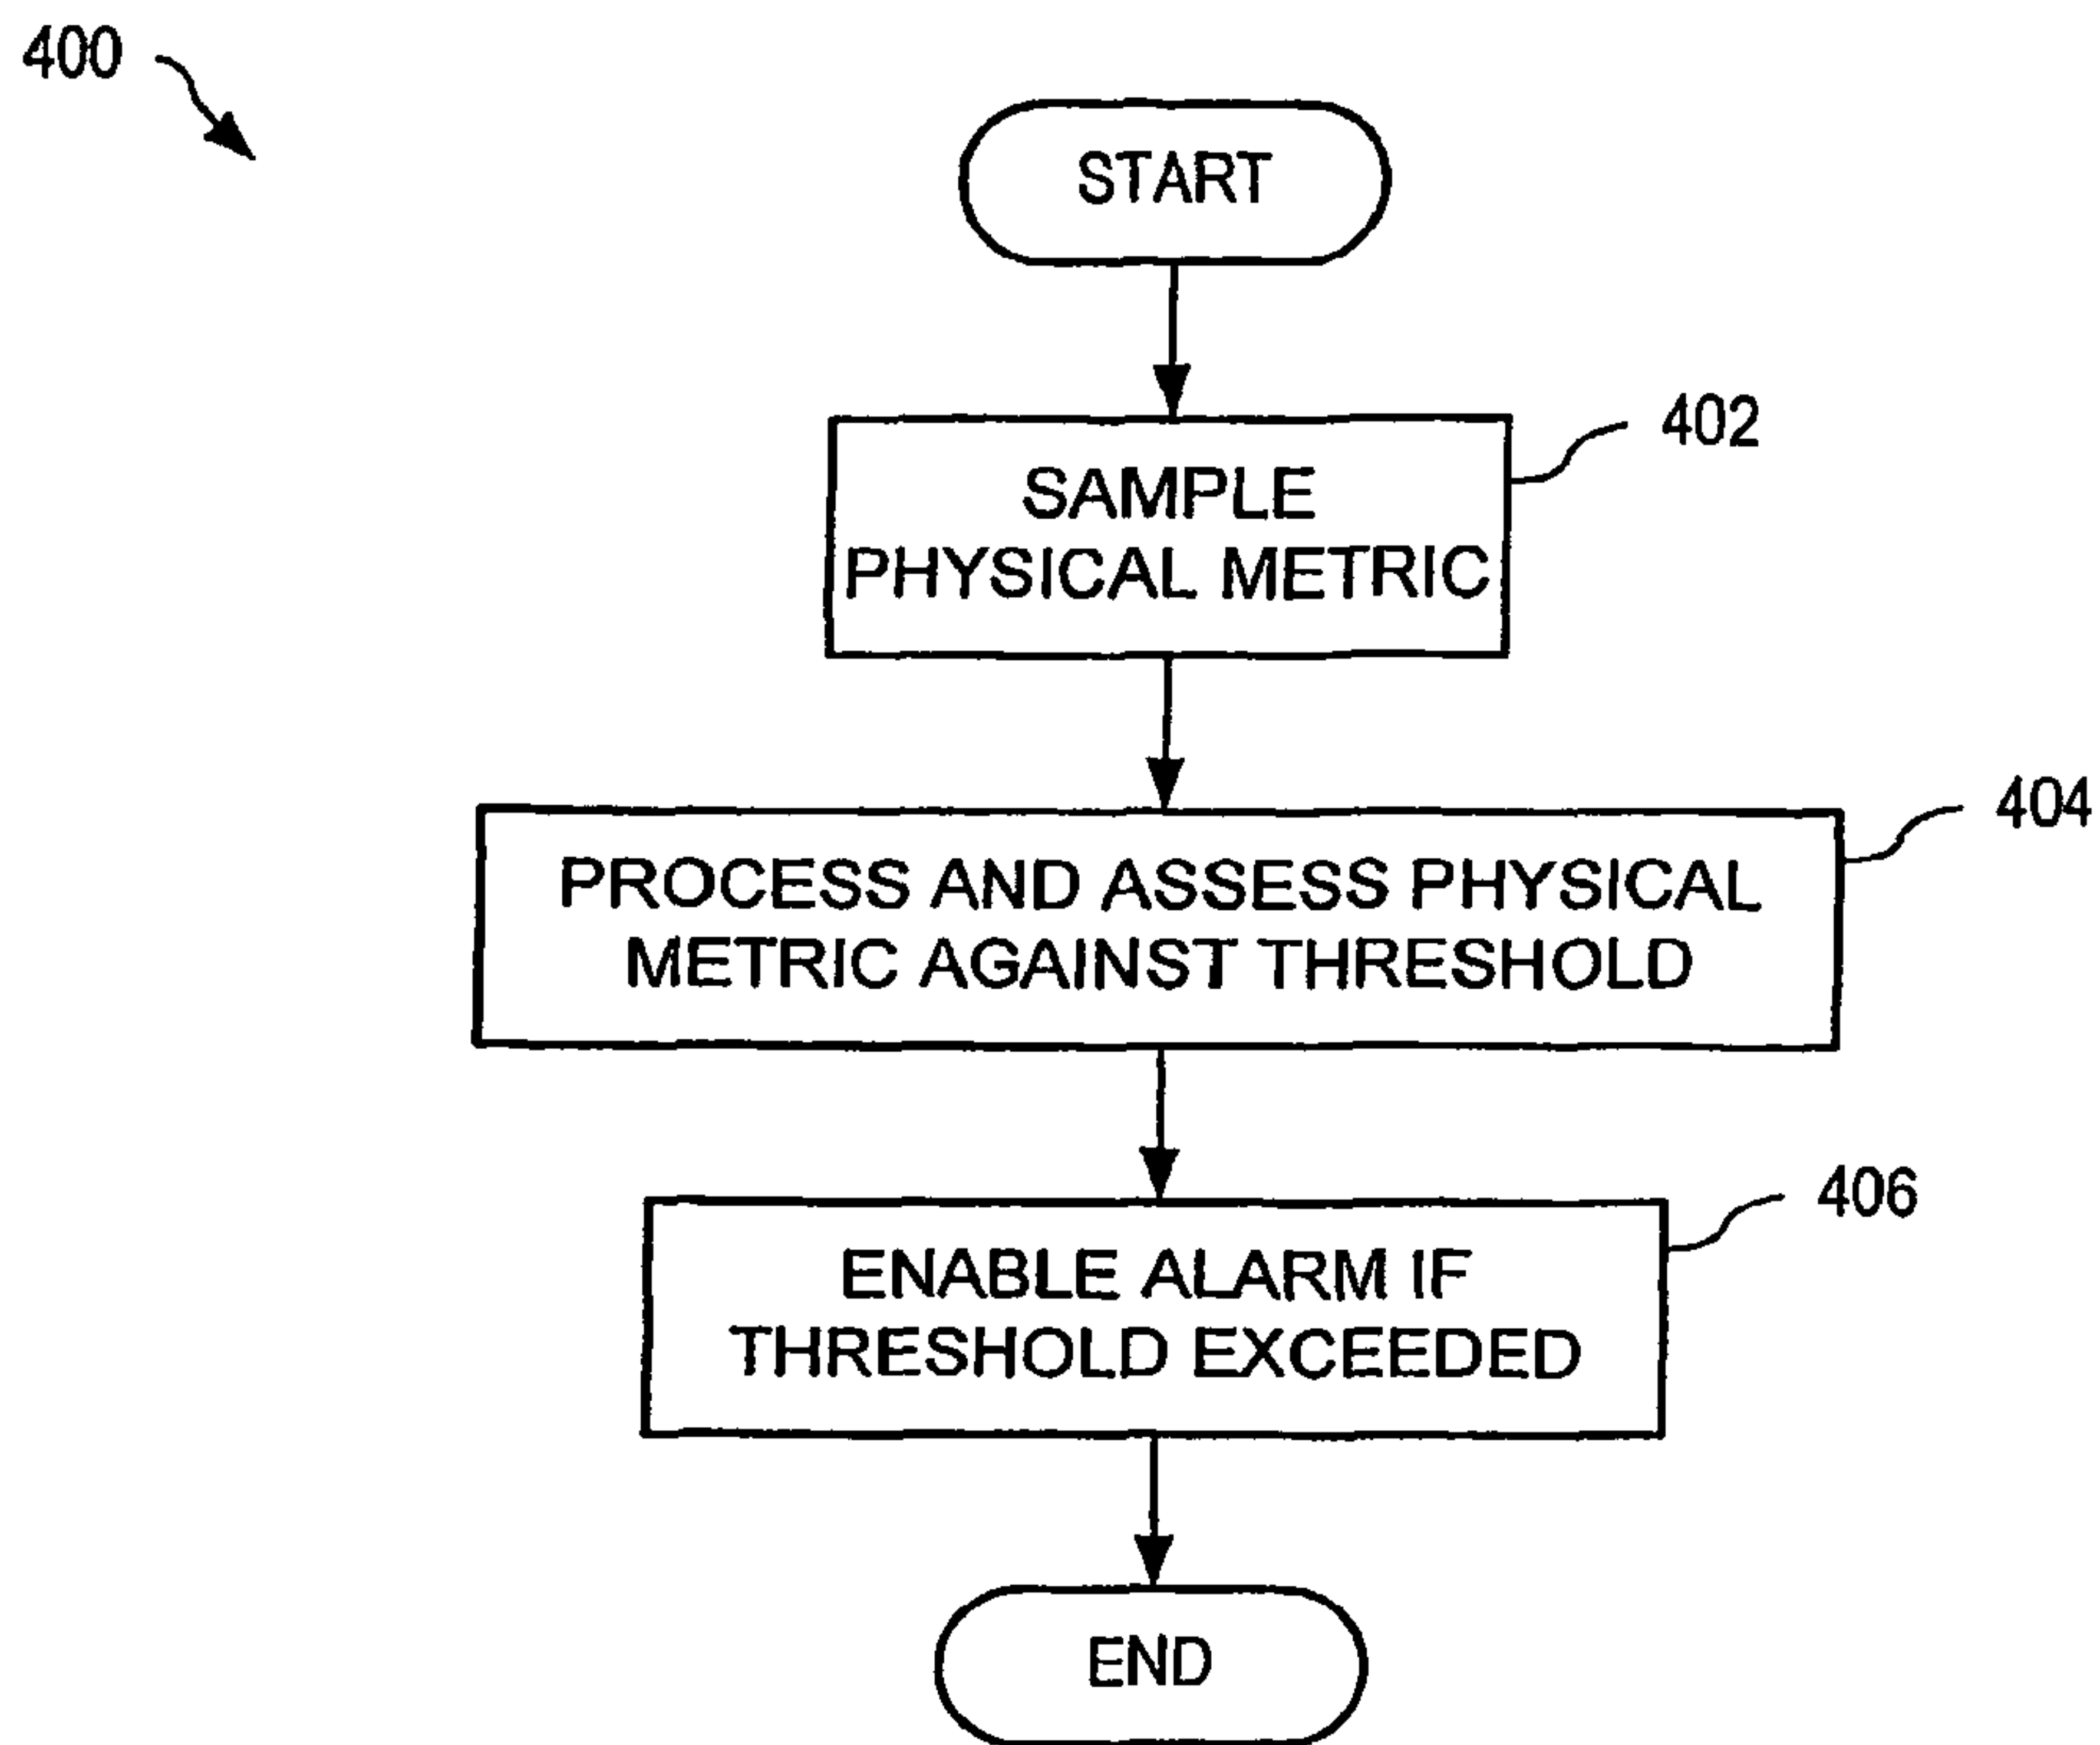 400
START
402
SAMPLE
PHYSICAL METRIC
404
PROCESS AND ASSESS PHYSICAL
METRIC AGAINST THRESHOLD
406
ENABLE ALARM IF
THRESHOLD EXCEEDED
END